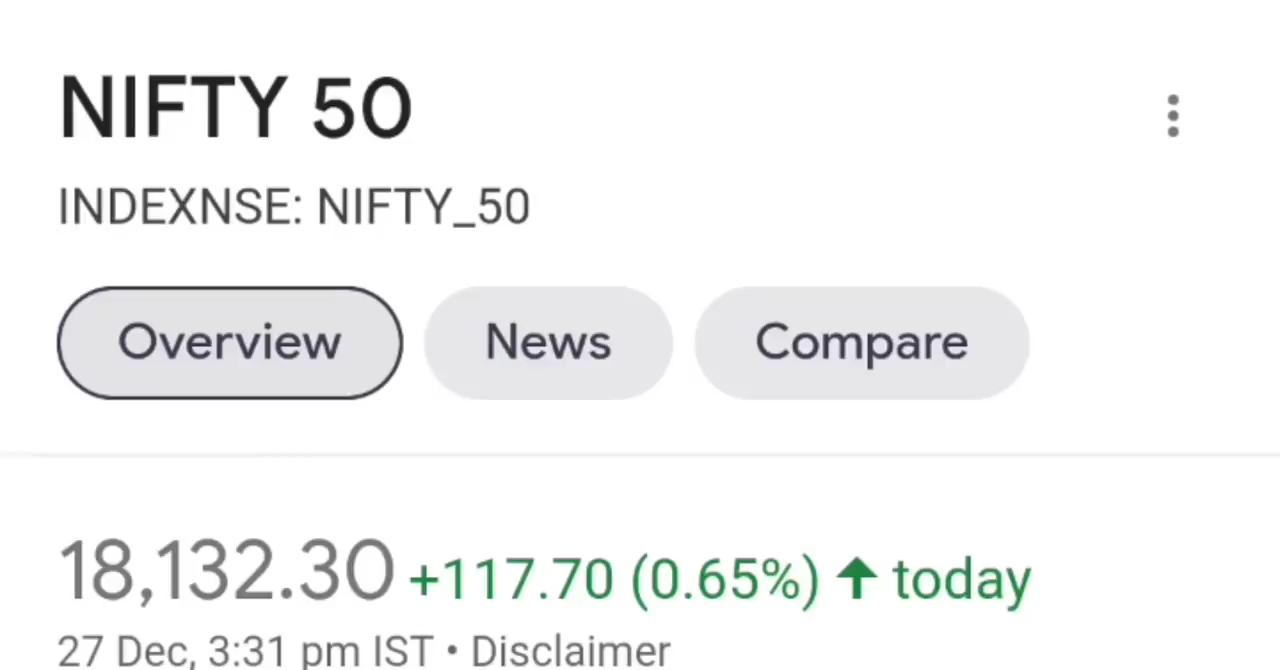 NIFTY 50
INDEXNSE: NIFTY_50
Overview News Compare
18,132.30 +117.70 (0.65%) ↑ today
27 Dec, 3:31 pm IST • Disclaimer